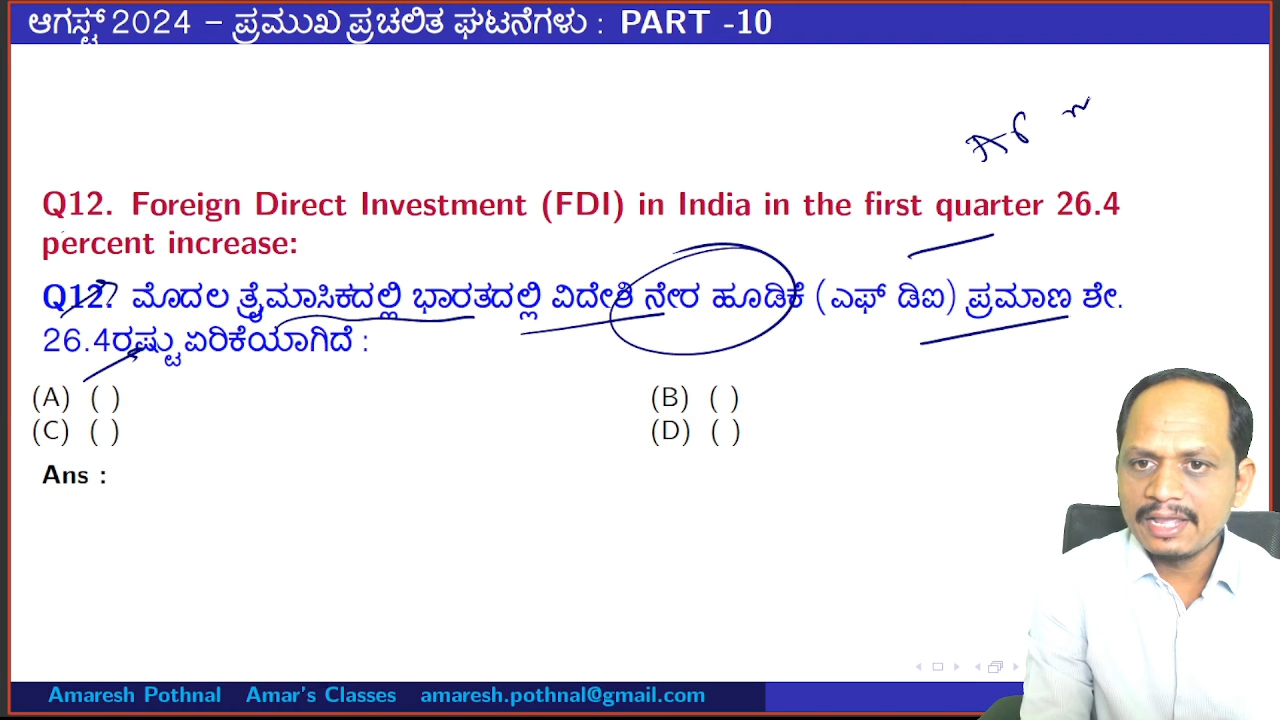 ಆಗಸ್ಟ್ 2024 – ಪ್ರಮುಖ ಪ್ರಚಲಿತ ಘಟನೆಗಳು : PART -10
Q12. Foreign Direct Investment (FDI) in India in the first quarter 26.4
percent increase:
Q12. ಮೊದಲ ತ್ರೈಮಾಸಿಕದಲ್ಲಿ ಭಾರತದಲ್ಲಿ ವಿದೇಶಿ ನೇರ ಹೂಡಿಕೆ (ಎಫ್ ಡಿಐ) ಪ್ರಮಾಣ ಶೇ.
26.4ರಷ್ಟು ಏರಿಕೆಯಾಗಿದೆ :
(A) ( ) (B) ( )
(C) ( ) (D) ( )
Ans :
Amaresh Pothnal Amar's Classes amaresh.pothnal@gmail.com